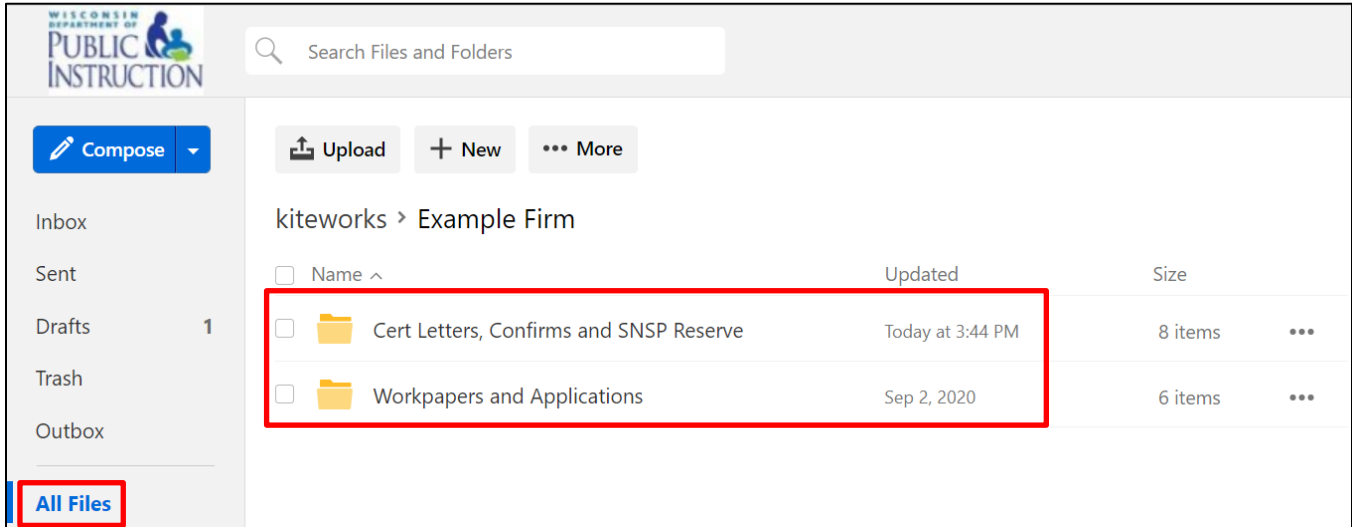 WISCONSIN
DEPARTMENT OF
PUBLIC
INSTRUCTION
Search Files and Folders
Compose
Upload
New
More
kiteworks > Example Firm
Inbox
Sent
Drafts 1
Trash
Outbox
All Files
Name Updated Size
Cert Letters, Confirms and SNSP Reserve Today at 3:44 PM 8 items
Workpapers and Applications Sep 2, 2020 6 items